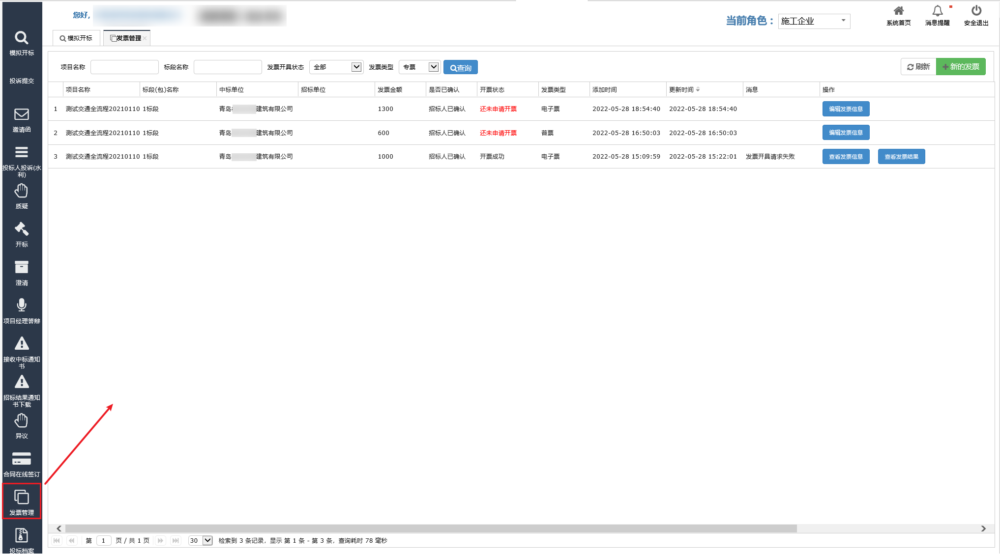 您好,
当前角色：
施工企业
系统首页
消息提醒
安全退出
模拟开标
发票管理
项目名称
标段名称
发票开具状态
全部
发票类型
专票
查询
刷新
新的发票
项目名称 标段(包)名称 中标单位 招标单位 发票金额 是否已确认 开票状态 发票类型 添加时间 更新时间 消息 操作
1 测试交通全流程20210110 1标段 青岛 建筑有限公司 1300 招标人已确认 还未申请开票 电子票 2022-05-28 18:54:40 2022-05-28 18:54:40 编辑发票信息
2 测试交通全流程20210110 1标段 青岛 建筑有限公司 600 招标人已确认 还未申请开票 普票 2022-05-28 16:50:03 2022-05-28 16:50:03 编辑发票信息
3 测试交通全流程20210110 1标段 青岛 建筑有限公司 1000 招标人已确认 开票成功 电子票 2022-05-28 15:09:59 2022-05-28 15:22:01 发票开具请求失败 查看发票信息 查看发票结果
模拟开标
投诉提交
邀请函
投标人投诉(水
利)
质疑
开标
澄清
项目经理答辩
接收中标通知
书
招标结果通知
书下载
异议
合同在线签订
发票管理
投标档案
第 1 页 / 共 1 页 30 检索到 3 条记录，显示 第 1 条 - 第 3 条，查询耗时 78 毫秒